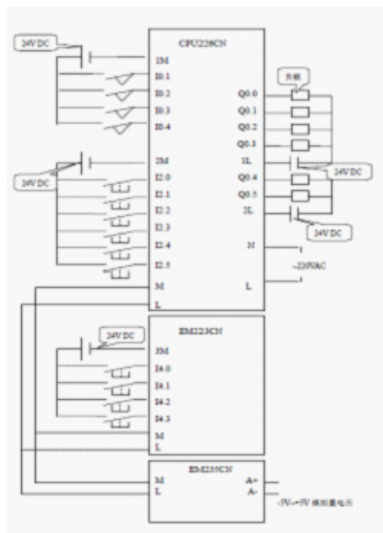 CPU226CN
24V DC
1M
I0.1
I0.2
I0.3
I0.4
24V DC
2M
I2.0
I2.1
I2.2
I2.3
I2.4
I2.5
M
L
负载
Q0.0
Q0.1
Q0.2
Q0.3
1L
24V DC
Q0.4
Q0.5
2L
24V DC
N
~220VAC
L
EM223CN
24V DC
3M
I4.0
I4.1
I4.2
I4.3
M
L
EM235CN
M
L
A+
A-
-5V~+5V 模拟量电压